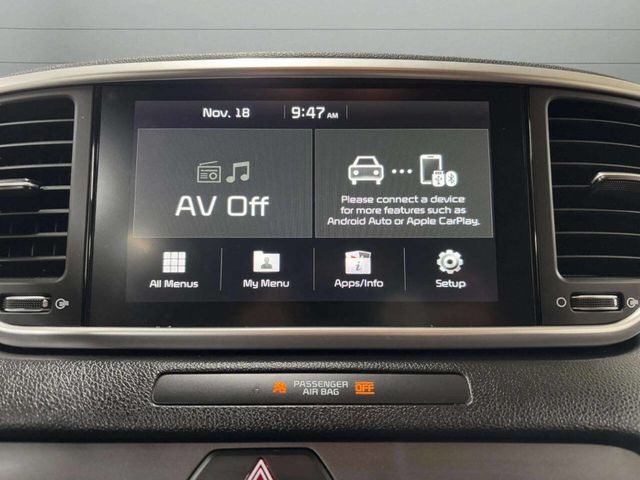 Nov. 18 9:47 AM
AV Off
Please connect a device
for more features such as
Android Auto or Apple CarPlay.
All Menus
My Menu
Apps/Info
Setup
PASSENGER
AIR BAG
OFF